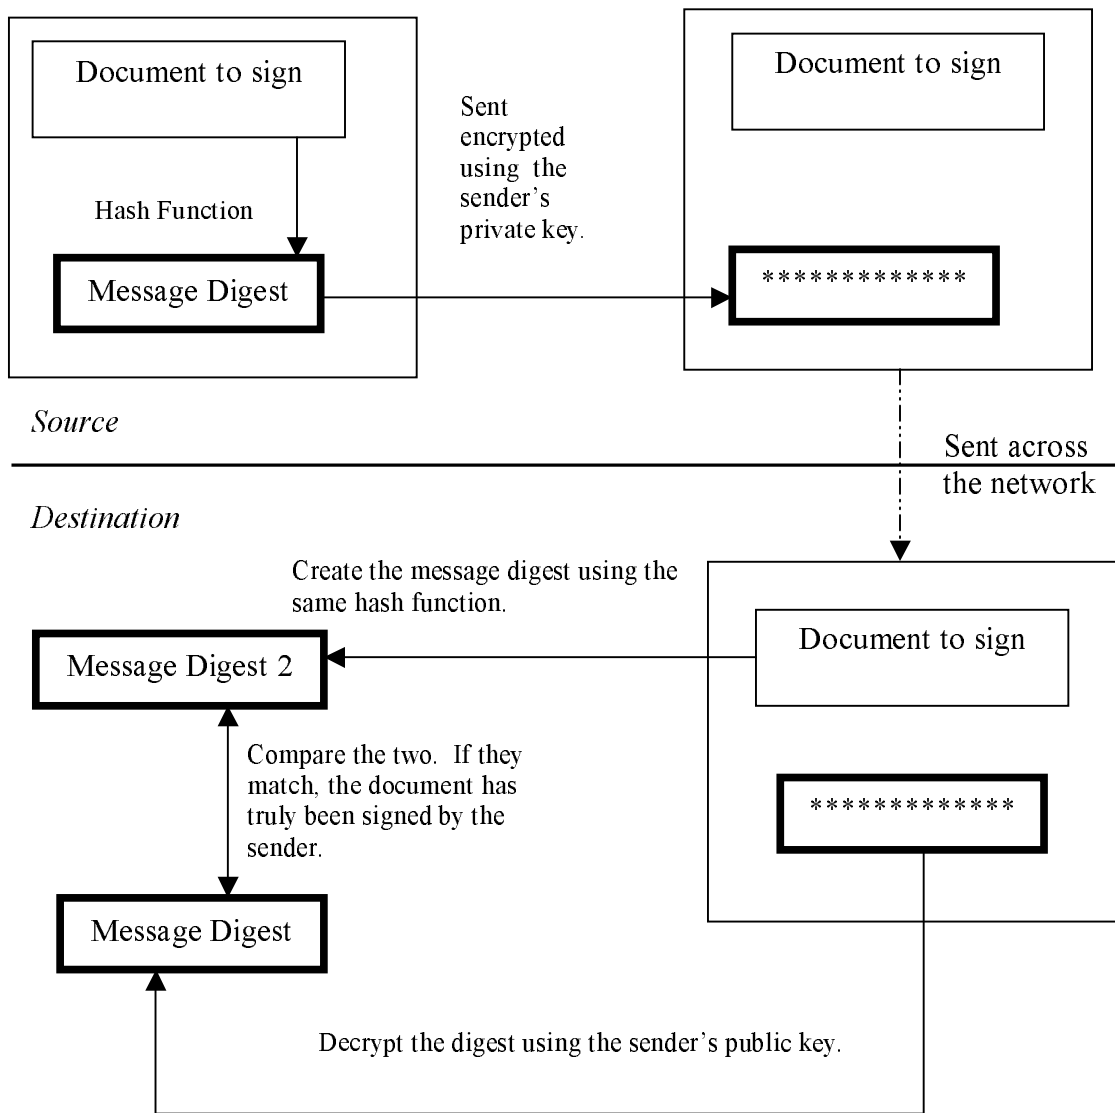 Document to sign
Hash Function
Message Digest
Sent
encrypted
using the
sender's
private key.
Document to sign
*************
Source
Sent across
the network
Destination
Create the message digest using the
same hash function.
Document to sign
Message Digest 2
Compare the two. If they
match, the document has
truly been signed by the
sender.
*************
Message Digest
Decrypt the digest using the sender's public key.